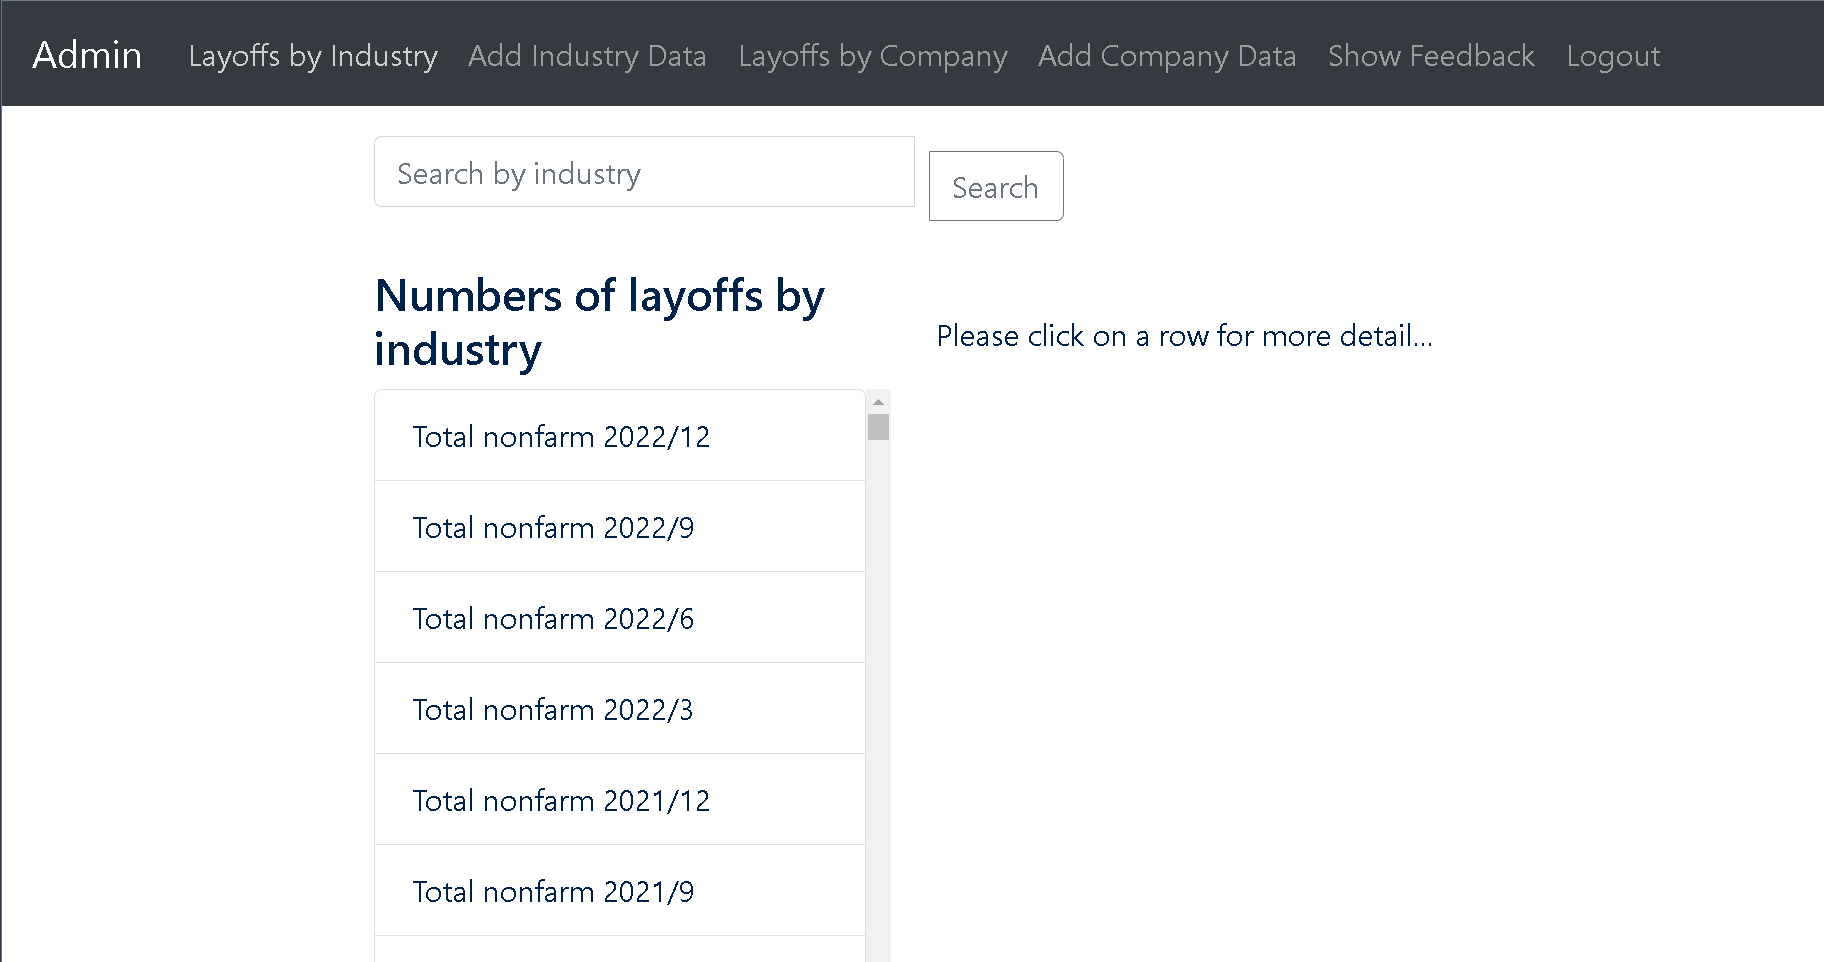 Admin Layoffs by Industry Add Industry Data Layoffs by Company Add Company Data Show Feedback Logout
Search by industry
Search
Numbers of layoffs by
industry
Please click on a row for more detail...
Total nonfarm 2022/12
Total nonfarm 2022/9
Total nonfarm 2022/6
Total nonfarm 2022/3
Total nonfarm 2021/12
Total nonfarm 2021/9